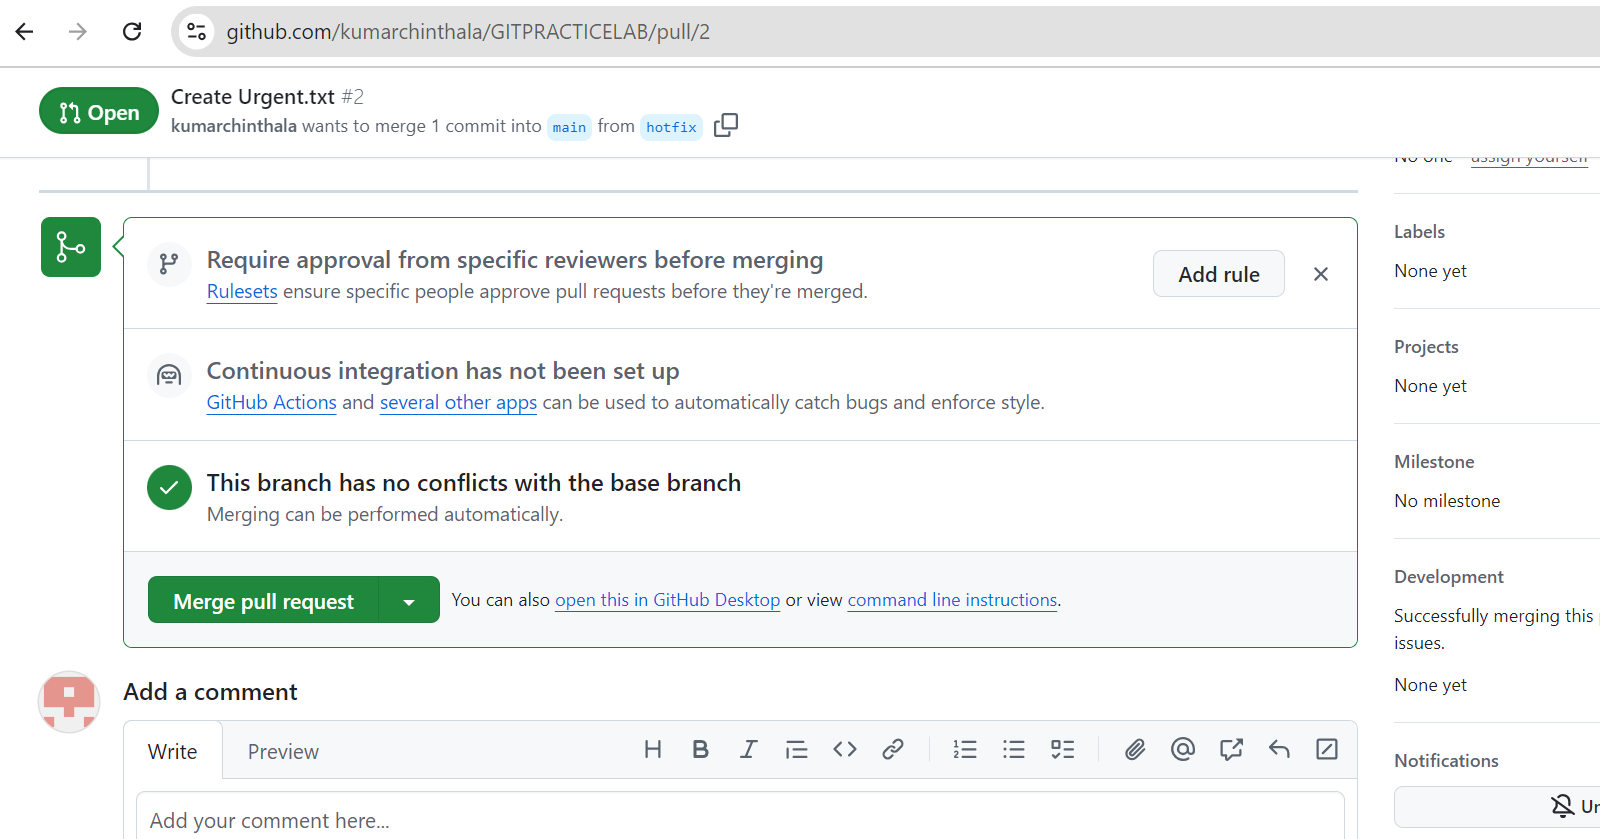 github.com/kumarchinthala/GITPRACTICELAB/pull/2
Open
Create Urgent.txt #2
kumarchinthala wants to merge 1 commit into main from hotfix
No one assign yourself
Require approval from specific reviewers before merging
Rulesets ensure specific people approve pull requests before they're merged.
Add rule
Continuous integration has not been set up
GitHub Actions and several other apps can be used to automatically catch bugs and enforce style.
This branch has no conflicts with the base branch
Merging can be performed automatically.
Merge pull request
You can also open this in GitHub Desktop or view command line instructions.
Add a comment
Write
Preview
Add your comment here...
Labels
None yet
Projects
None yet
Milestone
No milestone
Development
Successfully merging this
issues.
None yet
Notifications